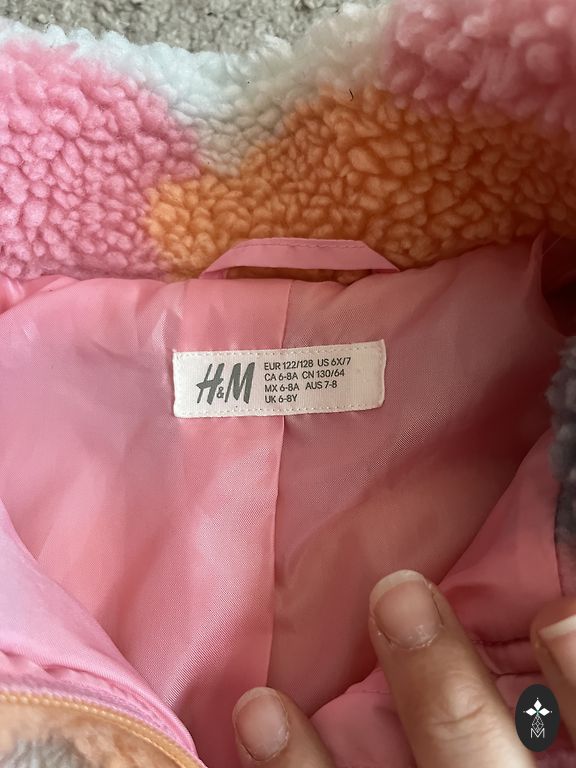 H&M
EUR 122/128 US 6X/7
CA 6-8A CN 130/64
MX 6-8A AUS 7-8
UK 6-8Y
M